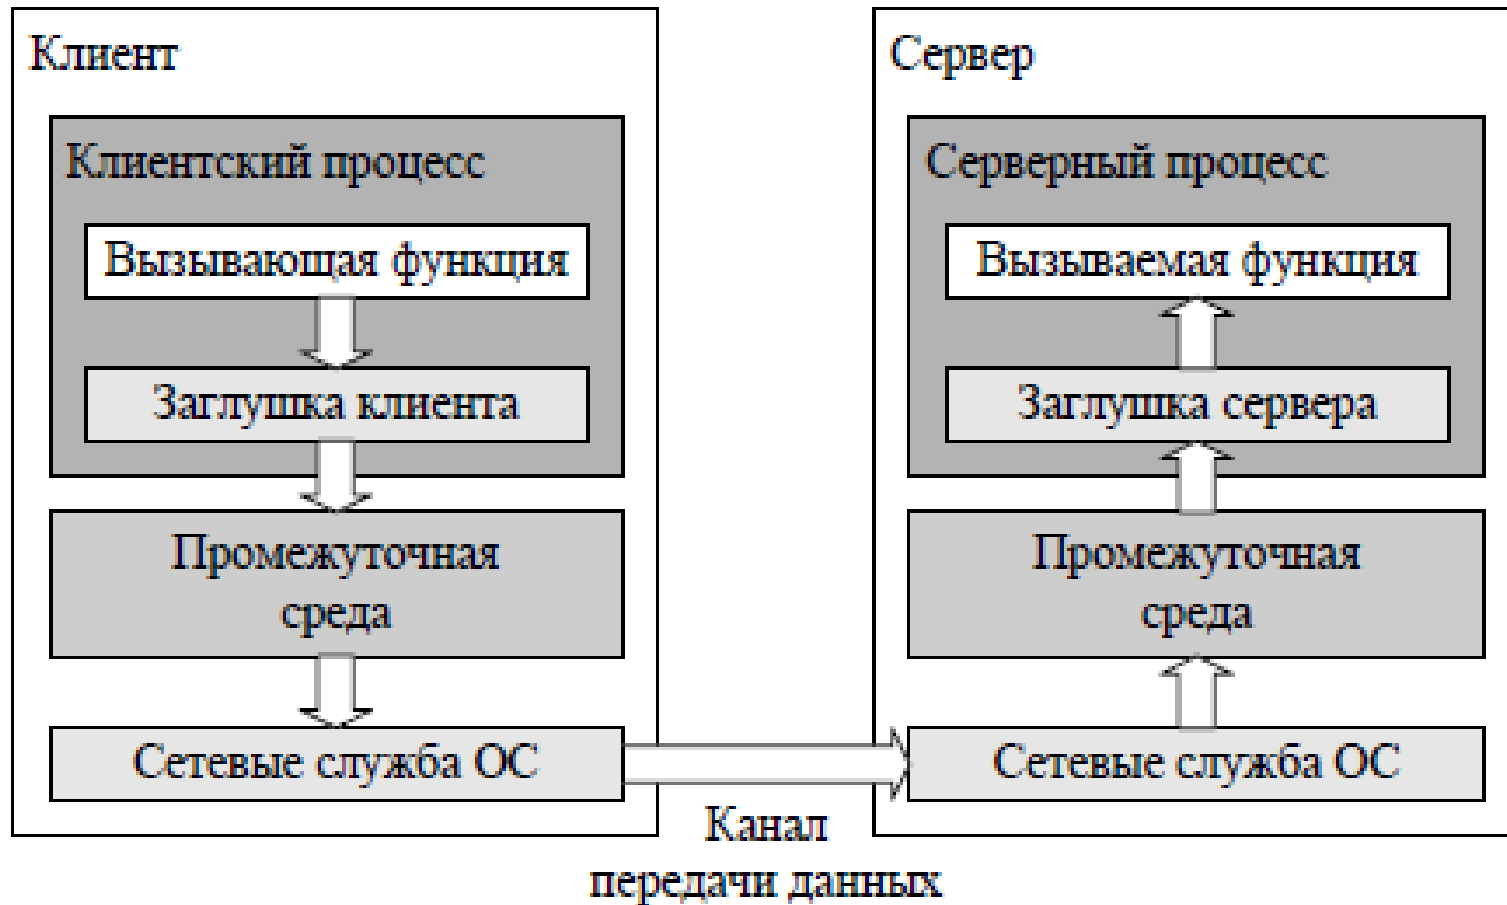 Клиент
Клиентский процесс
Вызывающая функция
Заглушка клиента
Промежуточная
среда
Сетевые служба ОС
Канал
передачи данных
Сервер
Серверный процесс
Вызываемая функция
Заглушка сервера
Промежуточная
среда
Сетевые служба ОС